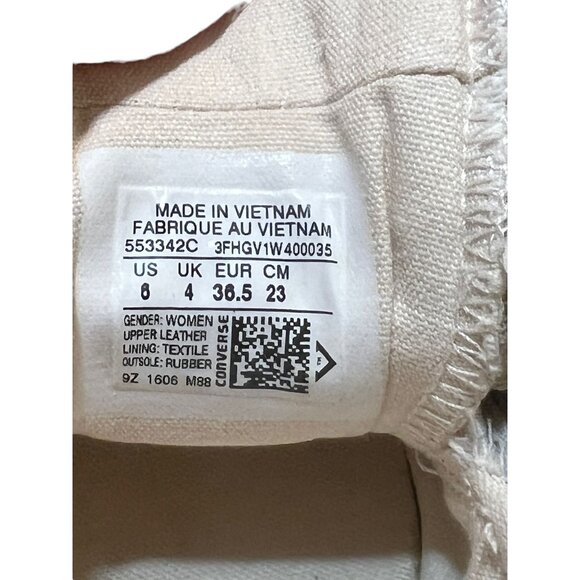 MADE IN VIETNAM
FABRIQUE AU VIETNAM
553342C 3FHGV1W400035
US UK EUR CM
6 4 36.5 23
GENDER: WOMEN
UPPER LEATHER
LINING: TEXTILE
OUTSOLE: RUBBER
9Z 1606 M88
CONVERSE